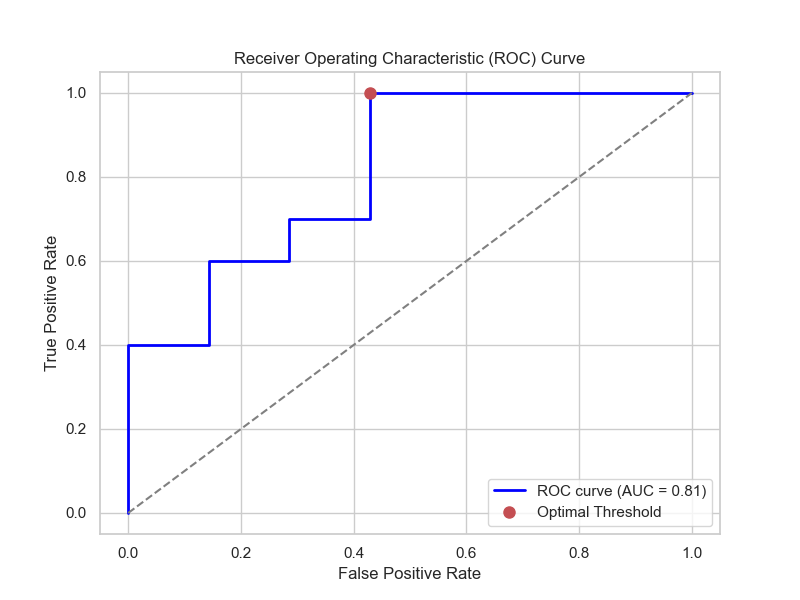 Receiver Operating Characteristic (ROC) Curve
1.0
0.8
0.6
0.4
0.2
0.0
True Positive Rate
0.0 0.2 0.4 0.6 0.8 1.0
False Positive Rate
ROC curve (AUC = 0.81)
Optimal Threshold